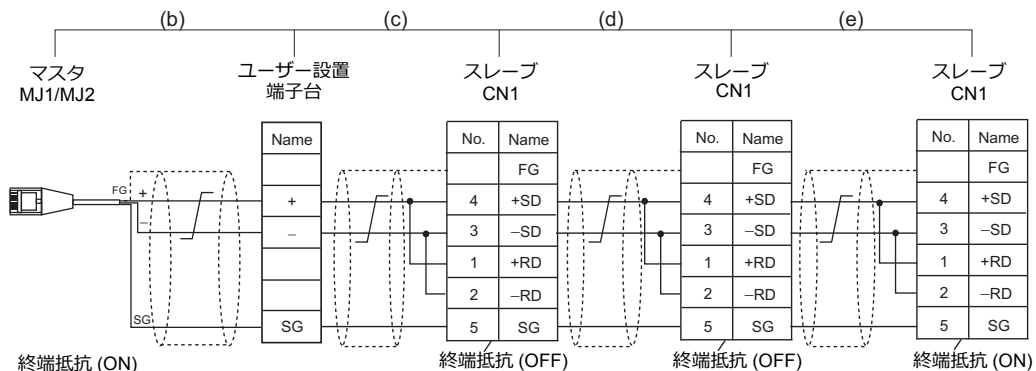 (b) (c) (d) (e)
マスタ
MJ1/MJ2
ユーザー設置
端子台
スレーブ
CN1
スレーブ
CN1
スレーブ
CN1
Name
+
−
SG
No. Name
FG
4 +SD
3 −SD
1 +RD
2 −RD
5 SG
No. Name
FG
4 +SD
3 −SD
1 +RD
2 −RD
5 SG
No. Name
FG
4 +SD
3 −SD
1 +RD
2 −RD
5 SG
FG +
−
SG
終端抵抗 (ON)
終端抵抗 (OFF)
終端抵抗 (OFF)
終端抵抗 (ON)